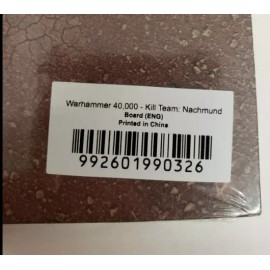 Warhammer 40,000 - Kill Team: Nachmund
Board (ENG)
Printed in China
992601990326